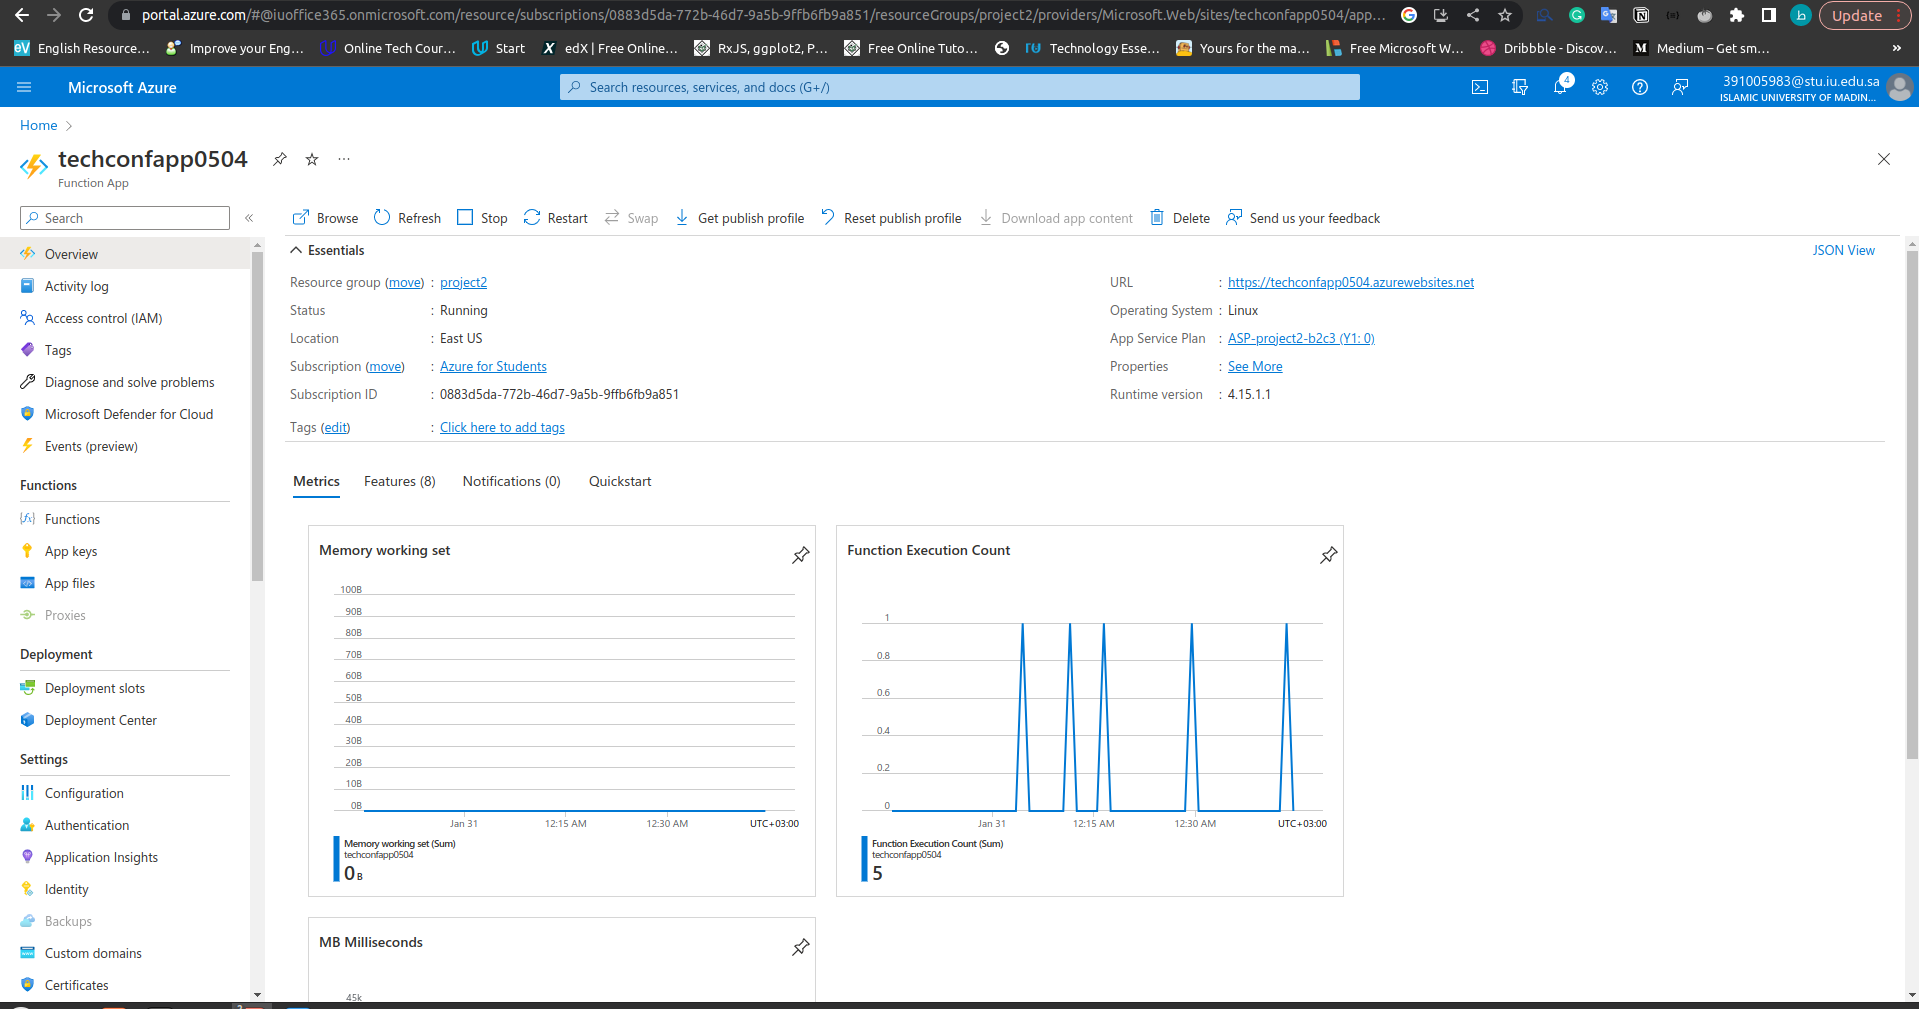 portal.azure.com/#@iuoffice365.onmicrosoft.com/resource/subscriptions/0883d5da-772b-46d7-9a5b-9ffb6fb9a851/resourceGroups/project2/providers/Microsoft.Web/sites/techconfapp0504/app...
Update
English Resource... Improve your Eng... Online Tech Cour... Start edX | Free Online... RxJS, ggplot2, P... Free Online Tuto... Technology Esse... Yours for the ma... Free Microsoft W... Dribbble - Discov... Medium – Get sm... »
Microsoft Azure
Search resources, services, and docs (G+/)
4
391005983@stu.iu.edu.sa
ISLAMIC UNIVERSITY OF MADIN...
Home
techconfapp0504
Function App
Search
Overview
Activity log
Access control (IAM)
Tags
Diagnose and solve problems
Microsoft Defender for Cloud
Events (preview)
Functions
Functions
App keys
App files
Proxies
Deployment
Deployment slots
Deployment Center
Settings
Configuration
Authentication
Application Insights
Identity
Backups
Custom domains
Certificates
Browse Refresh Stop Restart Swap Get publish profile Reset publish profile Download app content Delete Send us your feedback
Essentials
JSON View
Resource group (move) : project2
Status : Running
Location : East US
Subscription (move) : Azure for Students
Subscription ID : 0883d5da-772b-46d7-9a5b-9ffb6fb9a851
Tags (edit) : Click here to add tags
URL : https://techconfapp0504.azurewebsites.net
Operating System : Linux
App Service Plan : ASP-project2-b2c3 (Y1: 0)
Properties : See More
Runtime version : 4.15.1.1
Metrics Features (8) Notifications (0) Quickstart
Memory working set
100B
90B
80B
70B
60B
50B
40B
30B
20B
10B
0B
Jan 31 12:15 AM 12:30 AM UTC+03:00
Memory working set (Sum)
techconfapp0504
0 B
Function Execution Count
1
0.8
0.6
0.4
0.2
0
Jan 31 12:15 AM 12:30 AM UTC+03:00
Function Execution Count (Sum)
techconfapp0504
5
MB Milliseconds
45k